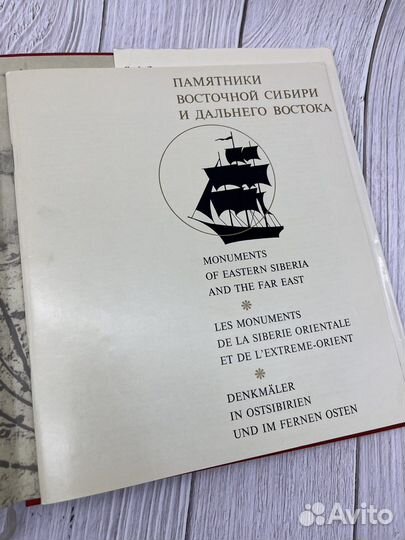 ПАМЯТНИКИ
ВОСТОЧНОЙ СИБИРИ
И ДАЛЬНЕГО ВОСТОКА
MONUMENTS
OF EASTERN SIBERIA
AND THE FAR EAST
LES MONUMENTS
DE LA SIBERIE ORIENTALE
ET DE L'EXTREME-ORIENT
DENKMÄLER
IN OSTSIBIRIEN
UND IM FERNEN OSTEN
Avito